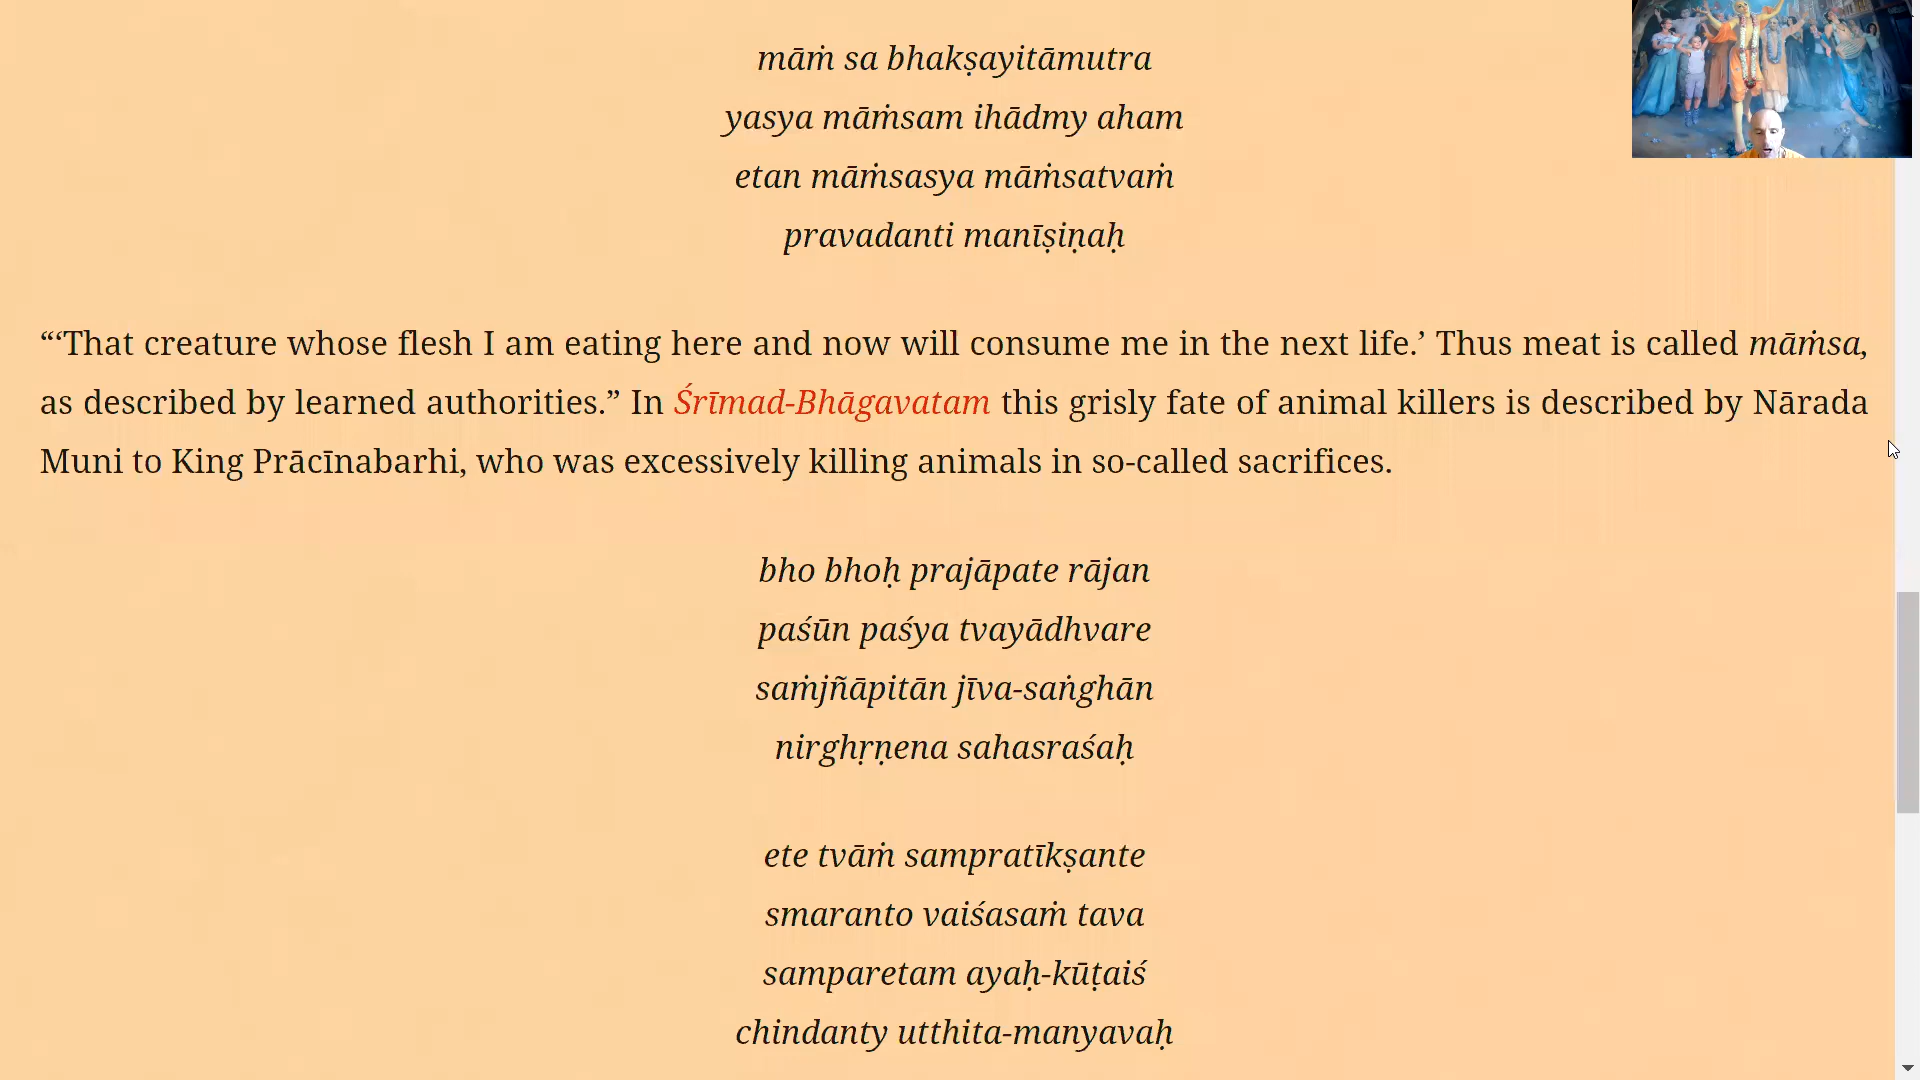 māṁ sa bhakṣayitāmutra
yasya māṁsam ihādmy aham
etan māṁsasya māṁsatvaṁ
pravadanti manīṣiṇaḥ
“‘That creature whose flesh I am eating here and now will consume me in the next life.’ Thus meat is called māṁsa,
as described by learned authorities.” In Śrīmad-Bhāgavatam this grisly fate of animal killers is described by Nārada
Muni to King Prācīnabarhi, who was excessively killing animals in so-called sacrifices.
bho bhoḥ prajāpate rājan
paśūn paśya tvayādhvare
saṁjñāpitān jīva-saṅghān
nirghṛṇena sahasraśaḥ
ete tvāṁ sampratīkṣante
smaranto vaiśasaṁ tava
samparetam ayaḥ-kūṭaiś
chindanty utthita-manyavaḥ